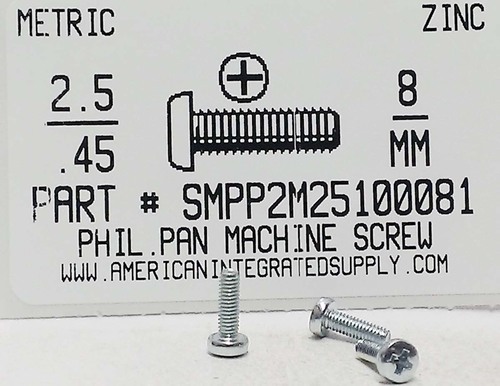 METRIC ZINC
2.5 8
.45 MM
PART # SMPP2M25100081
PHIL.PAN MACHINE SCREW
WWW.AMERICANINTEGRATEDSUPPLY.COM